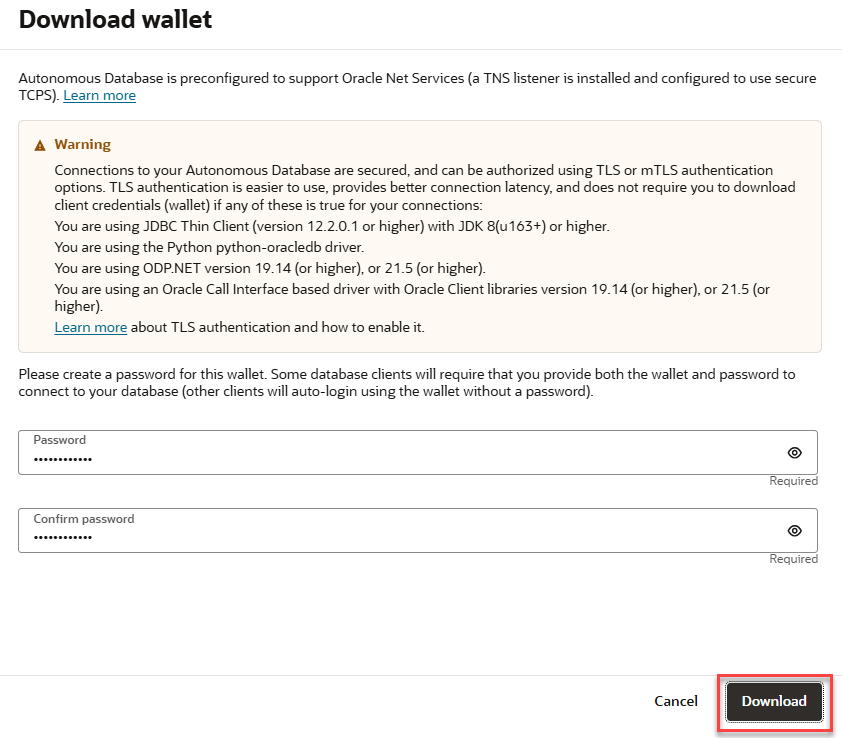 Download wallet
Autonomous Database is preconfigured to support Oracle Net Services (a TNS listener is installed and configured to use secure
TCPS). Learn more
Warning
Connections to your Autonomous Database are secured, and can be authorized using TLS or mTLS authentication
options. TLS authentication is easier to use, provides better connection latency, and does not require you to download
client credentials (wallet) if any of these is true for your connections:
You are using JDBC Thin Client (version 12.2.0.1 or higher) with JDK 8(u163+) or higher.
You are using the Python python-oracledb driver.
You are using ODP.NET version 19.14 (or higher), or 21.5 (or higher).
You are using an Oracle Call Interface based driver with Oracle Client libraries version 19.14 (or higher), or 21.5 (or
higher).
Learn more about TLS authentication and how to enable it.
Please create a password for this wallet. Some database clients will require that you provide both the wallet and password to
connect to your database (other clients will auto-login using the wallet without a password).
Password
••••••••••••
Required
Confirm password
••••••••••••
Required
Cancel Download